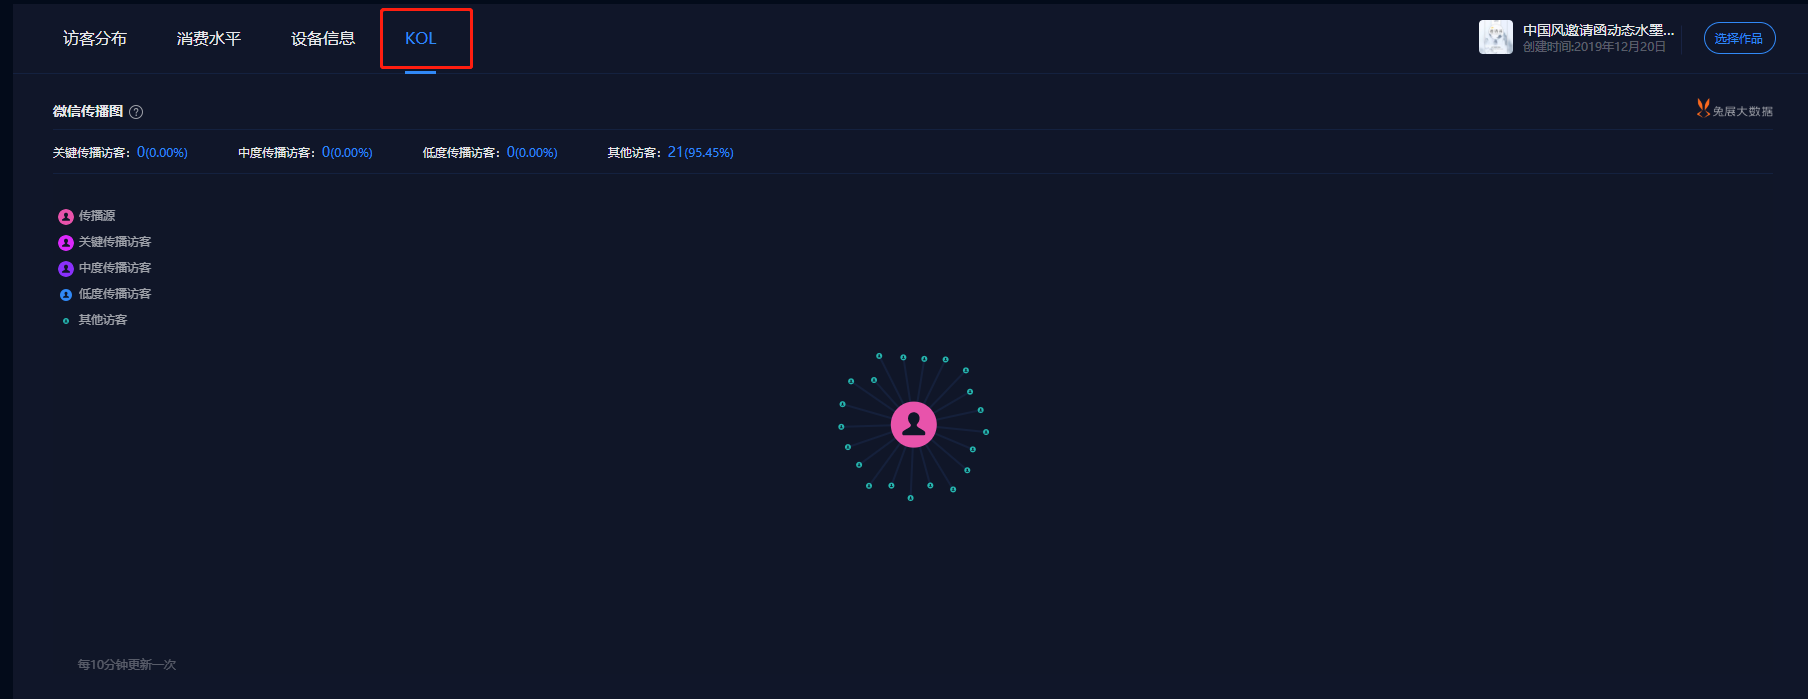 访客分布 消费水平 设备信息 KOL
中国风邀请函动态水墨...
创建时间:2019年12月20日
选择作品
微信传播图 ?
兔展大数据
关键传播访客：0(0.00%) 中度传播访客：0(0.00%) 低度传播访客：0(0.00%) 其他访客：21(95.45%)
传播源
关键传播访客
中度传播访客
低度传播访客
其他访客
每10分钟更新一次